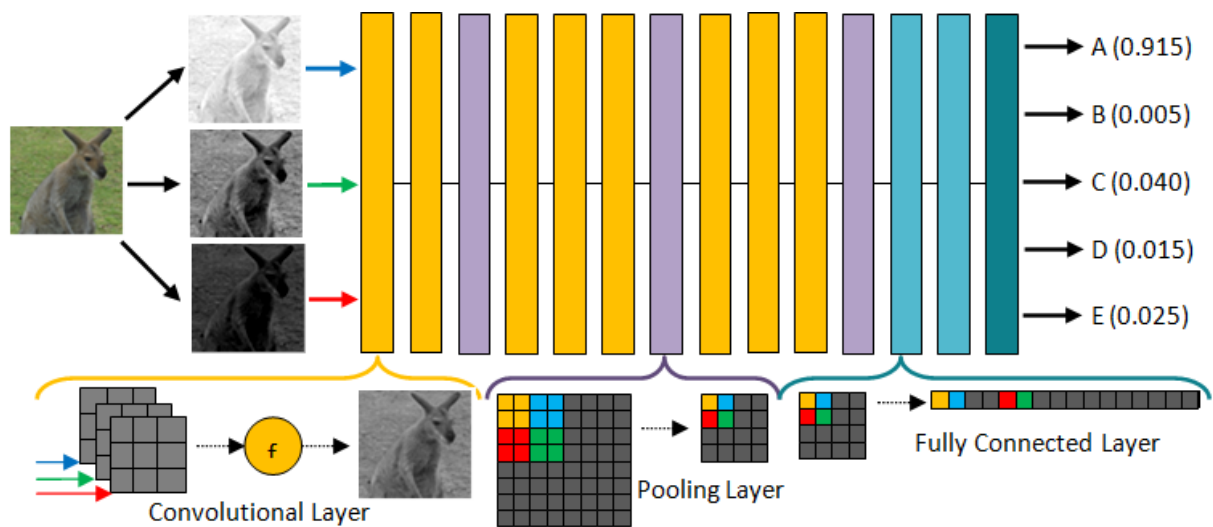 A (0.915)
B (0.005)
C (0.040)
D (0.015)
E (0.025)
f
Convolutional Layer
Pooling Layer
Fully Connected Layer